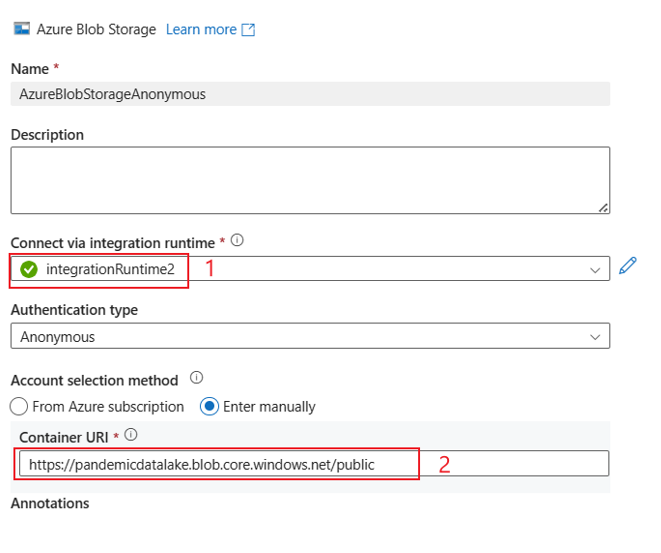 Azure Blob Storage Learn more
Name *
AzureBlobStorageAnonymous
Description
Connect via integration runtime *
integrationRuntime2 1
Authentication type
Anonymous
Account selection method
From Azure subscription Enter manually
Container URI *
https://pandemicdatalake.blob.core.windows.net/public 2
Annotations